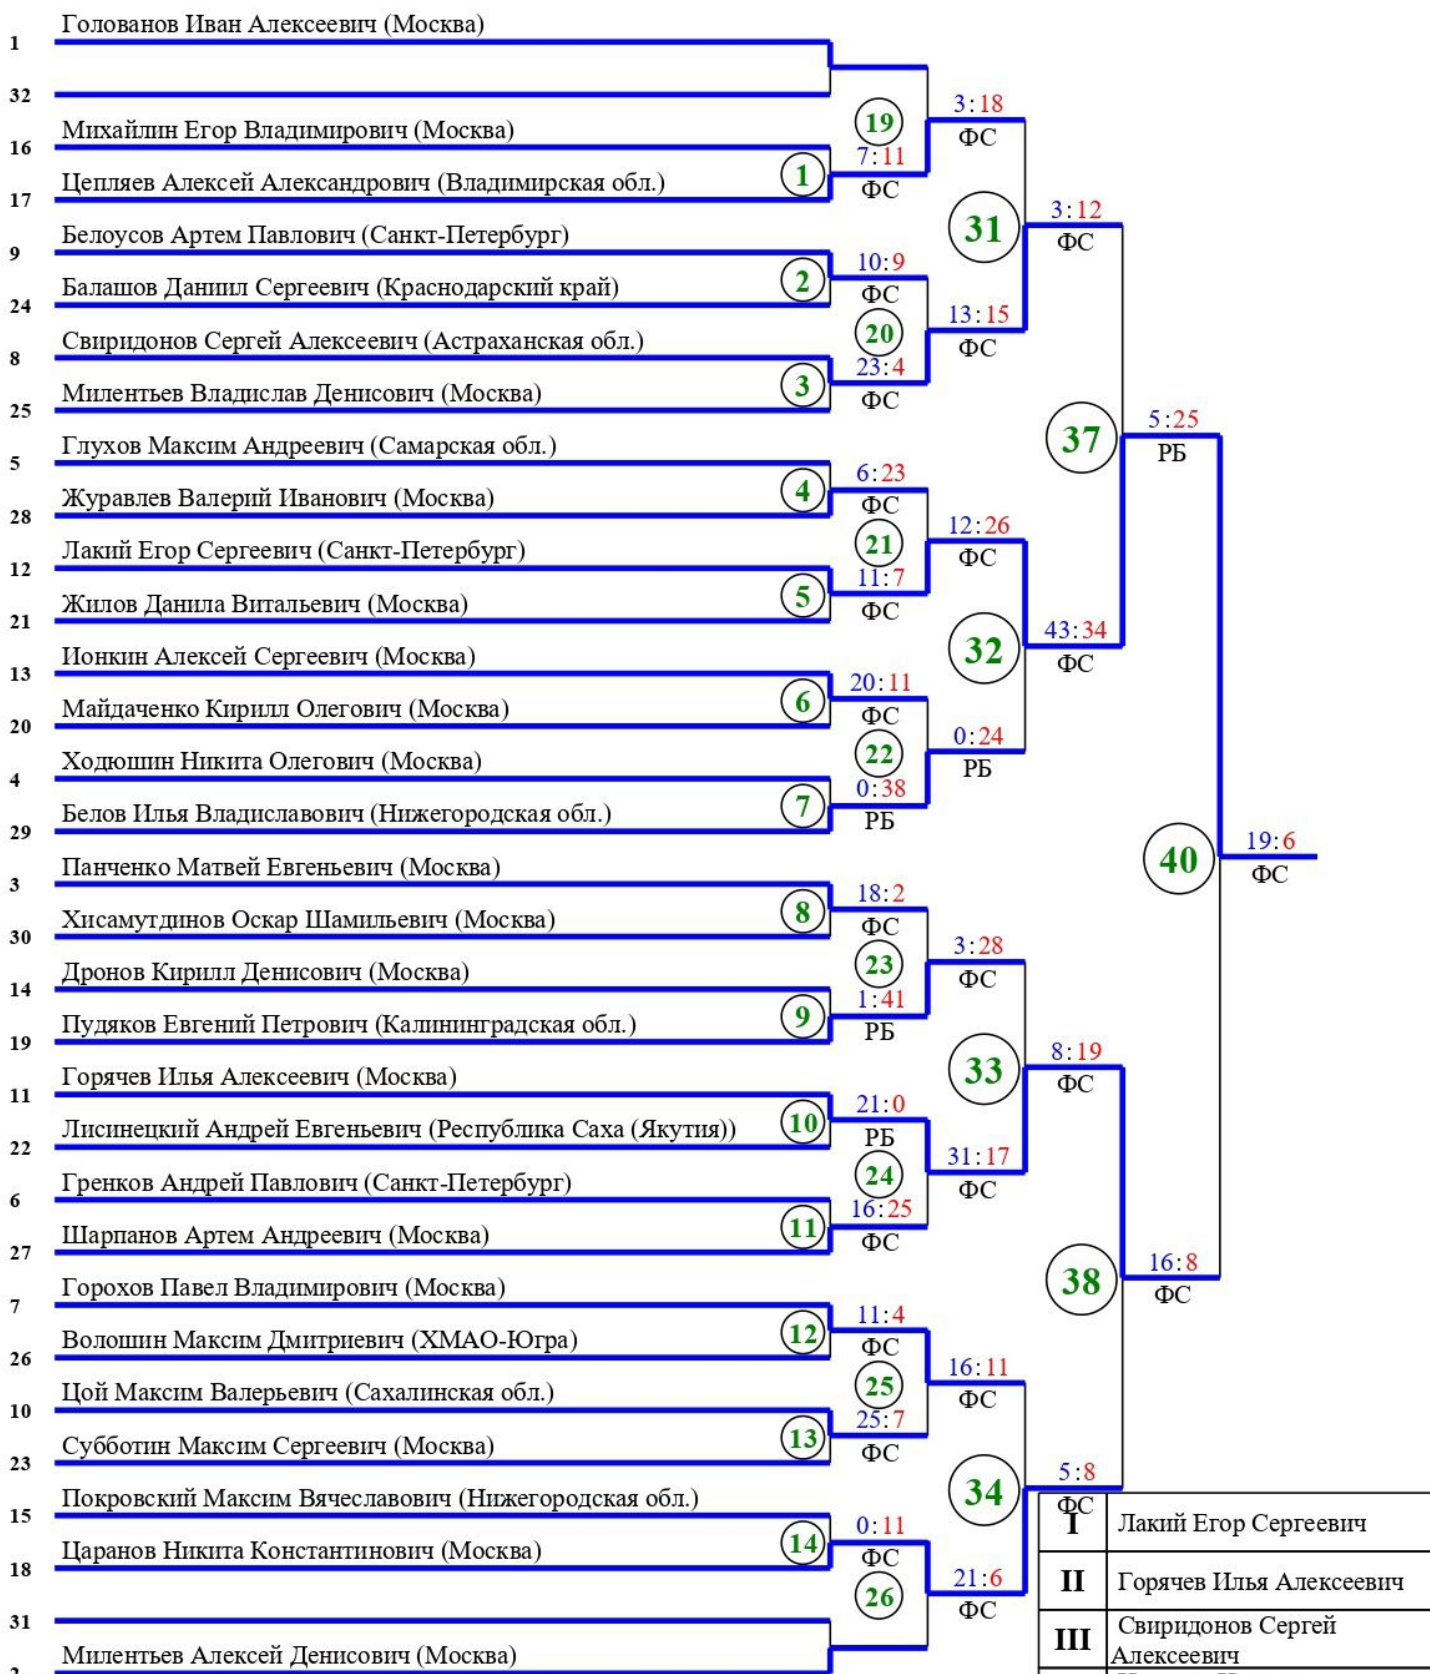 Голованов Иван Алексеевич (Москва)
1
32
3:18
ФС
19
Михайлин Егор Владимирович (Москва)
16
7:11
ФС
1
Цепляев Алексей Александрович (Владимирская обл.)
17
31
3:12
ФС
Белоусов Артем Павлович (Санкт-Петербург)
9
10:9
ФС
2
Балашов Даниил Сергеевич (Краснодарский край)
24
20
13:15
ФС
Свиридонов Сергей Алексеевич (Астраханская обл.)
8
23:4
ФС
3
Милентьев Владислав Денисович (Москва)
25
37
5:25
РБ
Глухов Максим Андреевич (Самарская обл.)
5
6:23
ФС
4
Журавлев Валерий Иванович (Москва)
28
21
12:26
ФС
Лакий Егор Сергеевич (Санкт-Петербург)
12
11:7
ФС
5
Жилов Данила Витальевич (Москва)
21
32
43:34
ФС
Ионкин Алексей Сергеевич (Москва)
13
20:11
ФС
6
Майдаченко Кирилл Олегович (Москва)
20
22
0:24
РБ
Ходюшин Никита Олегович (Москва)
4
0:38
РБ
7
Белов Илья Владиславович (Нижегородская обл.)
29
40
19:6
ФС
Панченко Матвей Евгеньевич (Москва)
3
18:2
ФС
8
Хисамутдинов Оскар Шамильевич (Москва)
30
23
3:28
ФС
Дронов Кирилл Денисович (Москва)
14
1:41
РБ
9
Пудяков Евгений Петрович (Калининградская обл.)
19
33
8:19
ФС
Горячев Илья Алексеевич (Москва)
11
21:0
РБ
10
Лисинецкий Андрей Евгеньевич (Республика Саха (Якутия))
22
24
31:17
ФС
Гренков Андрей Павлович (Санкт-Петербург)
6
16:25
ФС
11
Шарпанов Артем Андреевич (Москва)
27
38
16:8
ФС
Горохов Павел Владимирович (Москва)
7
11:4
ФС
12
Волошин Максим Дмитриевич (ХМАО-Югра)
26
25
16:11
ФС
Цой Максим Валерьевич (Сахалинская обл.)
10
25:7
ФС
13
Субботин Максим Сергеевич (Москва)
23
34
5:8
ФС
Покровский Максим Вячеславович (Нижегородская обл.)
15
0:11
ФС
14
Царанов Никита Константинович (Москва)
18
26
21:6
ФС
31
Милентьев Алексей Денисович (Москва)
2
I Лакий Егор Сергеевич
II Горячев Илья Алексеевич
III Свиридонов Сергей
Алексеевич